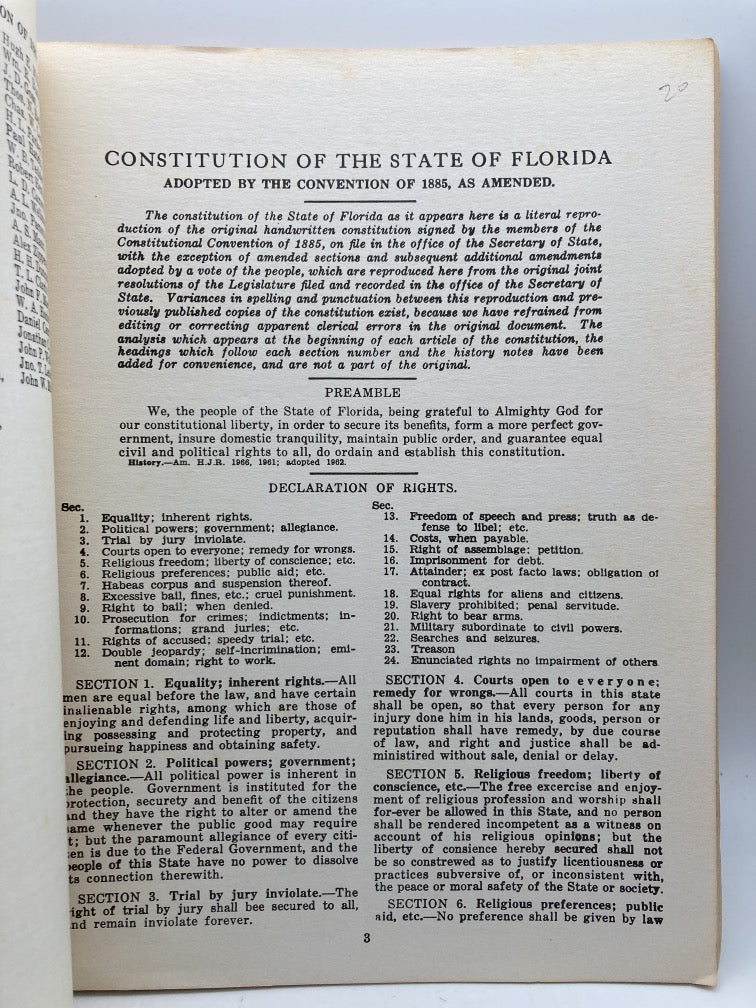 20
CONSTITUTION OF THE STATE OF FLORIDA
ADOPTED BY THE CONVENTION OF 1885, AS AMENDED.
The constitution of the State of Florida as it appears here is a literal repro-
duction of the original handwritten constitution signed by the members of the
Constitutional Convention of 1885, on file in the office of the Secretary of State,
with the exception of amended sections and subsequent additional amendments
adopted by a vote of the people, which are reproduced here from the original joint
resolutions of the Legislature filed and recorded in the office of the Secretary of
State. Variances in spelling and punctuation between this reproduction and pre-
viously published copies of the constitution exist, because we have refrained from
editing or correcting apparent clerical errors in the original document. The
analysis which appears at the beginning of each article of the constitution, the
headings which follow each section number and the history notes have been
added for convenience, and are not a part of the original.
PREAMBLE
We, the people of the State of Florida, being grateful to Almighty God for
our constitutional liberty, in order to secure its benefits, form a more perfect gov-
ernment, insure domestic tranquility, maintain public order, and guarantee equal
civil and political rights to all, do ordain and establish this constitution.
History.—Am. H.J.R. 1966, 1961; adopted 1962.
DECLARATION OF RIGHTS.
Sec.
1. Equality; inherent rights.
2. Political powers; government; allegiance.
3. Trial by jury inviolate.
4. Courts open to everyone; remedy for wrongs.
5. Religious freedom; liberty of conscience; etc.
6. Religious preferences; public aid; etc.
7. Habeas corpus and suspension thereof.
8. Excessive bail, fines, etc.; cruel punishment.
9. Right to bail; when denied.
10. Prosecution for crimes; indictments; in-
formations; grand juries; etc.
11. Rights of accused; speedy trial; etc.
12. Double jeopardy; self-incrimination; emi-
nent domain; right to work.
Sec.
13. Freedom of speech and press; truth as de-
fense to libel; etc.
14. Costs, when payable.
15. Right of assemblage; petition.
16. Imprisonment for debt.
17. Attainder; ex post facto laws; obligation of
contract.
18. Equal rights for aliens and citizens.
19. Slavery prohibited; penal servitude.
20. Right to bear arms.
21. Military subordinate to civil powers.
22. Searches and seizures.
23. Treason
24. Enunciated rights no impairment of others
SECTION 1. Equality; inherent rights.—All
men are equal before the law, and have certain
inalienable rights, among which are those of
enjoying and defending life and liberty, acquir-
ing possessing and protecting property, and
pursueing happiness and obtaining safety.
SECTION 2. Political powers; government;
allegiance.—All political power is inherent in
the people. Government is instituted for the
protection, securety and benefit of the citizens
and they have the right to alter or amend the
same whenever the public good may require
it; but the paramount allegiance of every citi-
zen is due to the Federal Government, and the
people of this State have no power to dissolve
its connection therewith.
SECTION 3. Trial by jury inviolate.—The
right of trial by jury shall bee secured to all,
and remain inviolate forever.
SECTION 4. Courts open to everyone;
remedy for wrongs.—All courts in this state
shall be open, so that every person for any
injury done him in his lands, goods, person or
reputation shall have remedy, by due course
of law, and right and justice shall be ad-
ministired without sale, denial or delay.
SECTION 5. Religious freedom; liberty of
conscience, etc.—The free excercise and enjoy-
ment of religious profession and worship shall
for-ever be allowed in this State, and no person
shall be rendered incompetent as a witness on
account of his religious opinions; but the
liberty of consience hereby secured shall not
be so constrewed as to justify licentiousness or
practices subversive of, or inconsistent with,
the peace or moral safety of the State or society.
SECTION 6. Religious preferences; public
aid, etc.—No preference shall be given by law
3